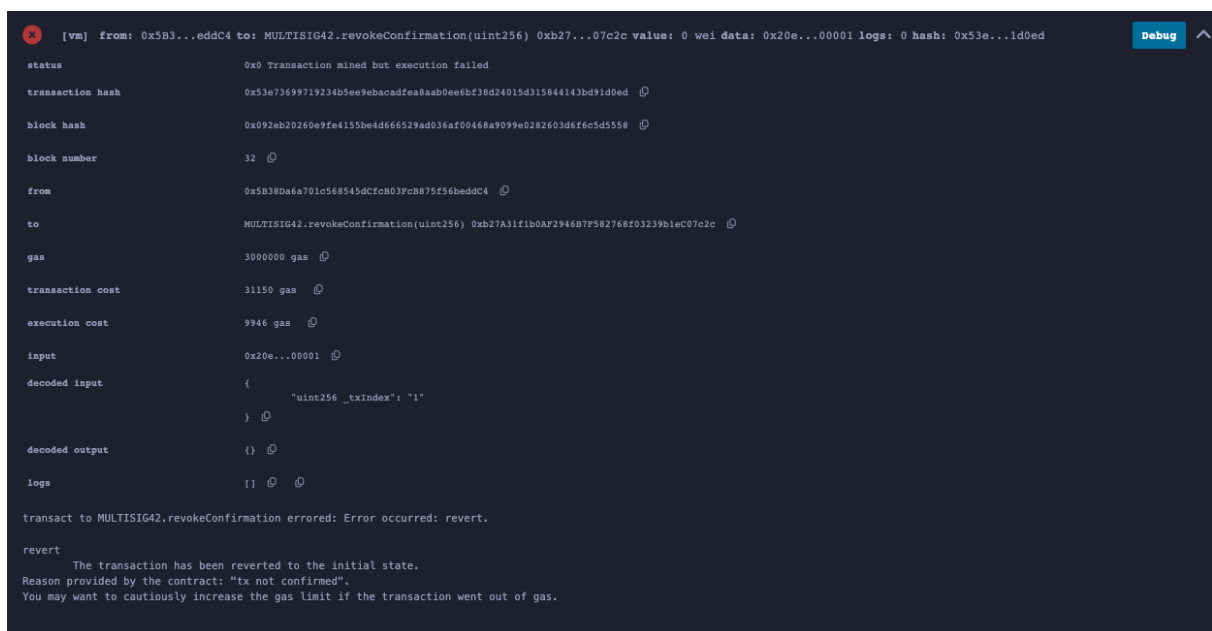 [vm] from: 0x5B3...eddC4 to: MULTISIG42.revokeConfirmation(uint256) 0xb27...07c2c value: 0 wei data: 0x20e...00001 logs: 0 hash: 0x53e...1d0ed Debug
status 0x0 Transaction mined but execution failed
transaction hash 0x53e73699719234b5ee9ebacadfea8aab0ee6bf38d24015d315844143bd91d0ed
block hash 0x092eb20260e9fe4155be4d666529ad036af00468a9099e0282603d6f6c5d5558
block number 32
from 0x5B38Da6a701c568545dCfcB03FcB875f56beddC4
to MULTISIG42.revokeConfirmation(uint256) 0xb27A31f1b0AF2946B7F582768f03239b1eC07c2c
gas 3000000 gas
transaction cost 31150 gas
execution cost 9946 gas
input 0x20e...00001
decoded input {
"uint256 _txIndex": "1"
}
decoded output {}
logs []
transact to MULTISIG42.revokeConfirmation errored: Error occurred: revert.
revert
The transaction has been reverted to the initial state.
Reason provided by the contract: "tx not confirmed".
You may want to cautiously increase the gas limit if the transaction went out of gas.